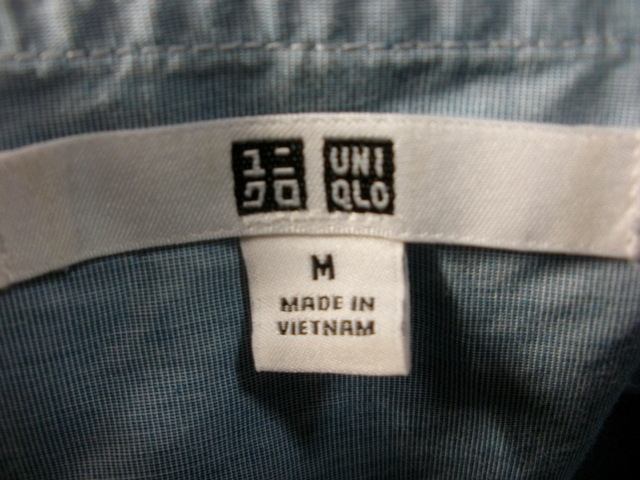 ユニ UNI
クロ QLO
M
MADE IN
VIETNAM